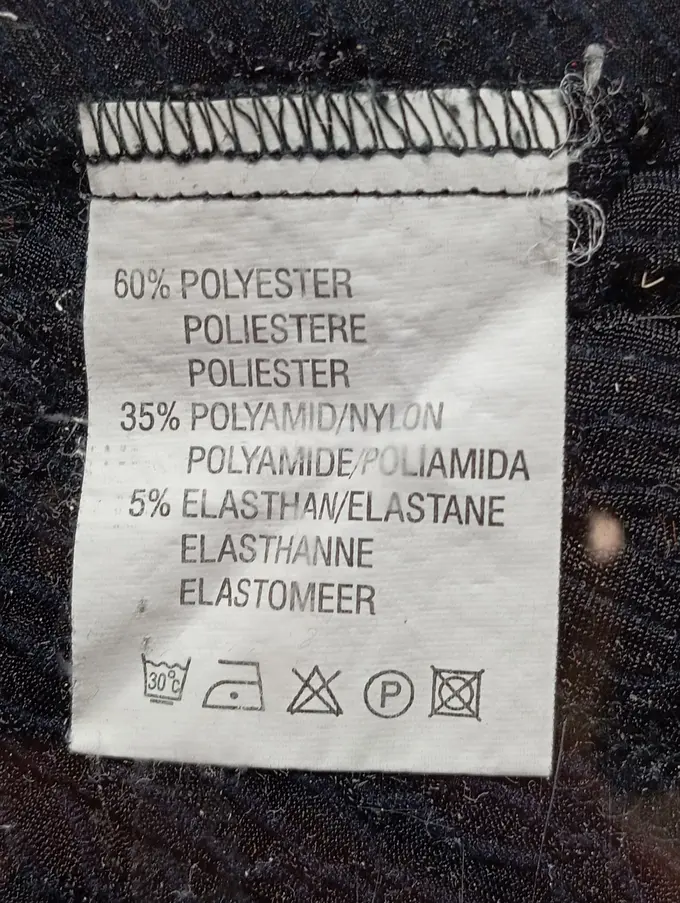 60% POLYESTER
POLIESTERE
POLIESTER
35% POLYAMID/NYLON
POLYAMIDE/POLIAMIDA
5% ELASTHAN/ELASTANE
ELASTHANNE
ELASTOMEER
30°C P